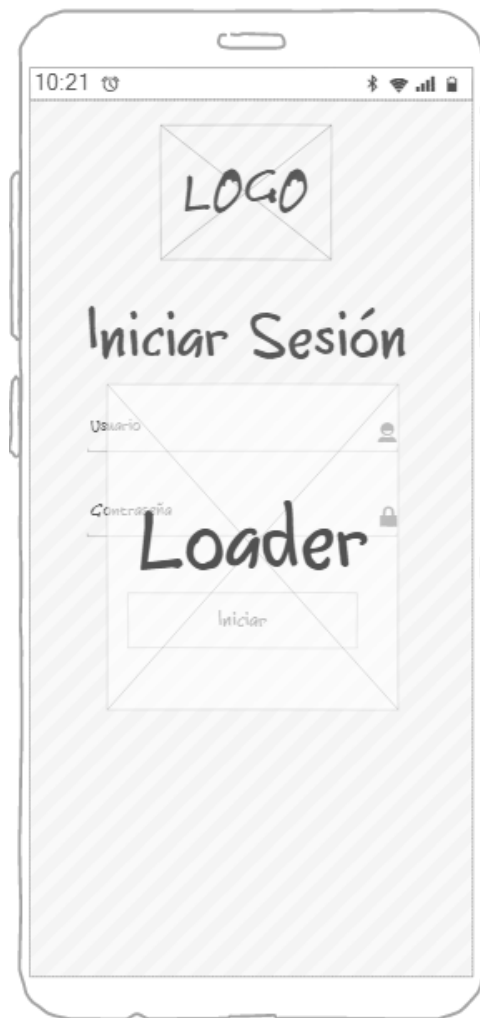 10:21
LOGO
Iniciar Sesión
Usuario
Contraseña
Loader
Iniciar